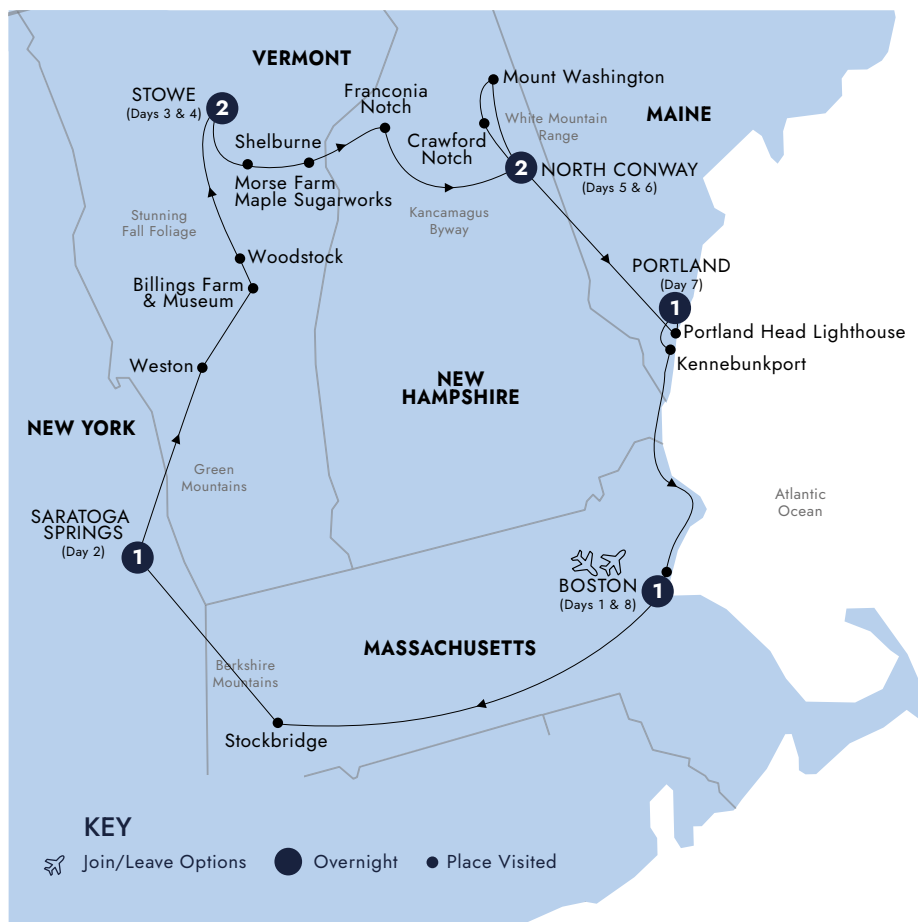 VERMONT
STOWE
(Days 3 & 4)
2
Franconia
Notch
Mount Washington
MAINE
Shelburne
Crawford
Notch
White Mountain
Range
Morse Farm
Maple Sugarworks
2
NORTH CONWAY
(Days 5 & 6)
Stunning
Fall Foliage
Kancamagus
Byway
Woodstock
Billings Farm
& Museum
PORTLAND
(Day 7)
1
Portland Head Lighthouse
Kennebunkport
Weston
NEW
HAMPSHIRE
NEW YORK
Green
Mountains
Atlantic
Ocean
SARATOGA
SPRINGS
(Day 2)
1
BOSTON
(Days 1 & 8)
1
MASSACHUSETTS
Berkshire
Mountains
Stockbridge
KEY
Join/Leave Options
Overnight
Place Visited